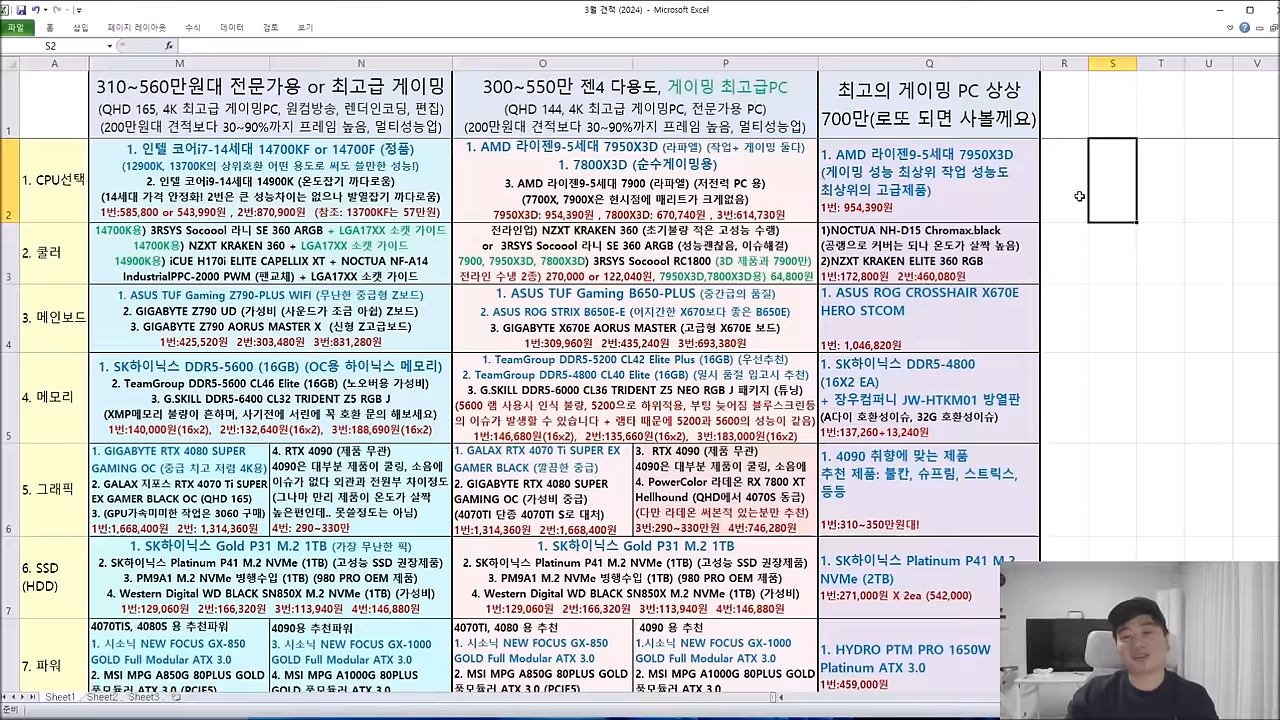 3월 견적 (2024) - Microsoft Excel
파일 홈 삽입 페이지 레이아웃 수식 데이터 검토 보기
S2 fx
A M N O P Q R S T U V
1
310~560만원대 전문가용 or 최고급 게이밍
(QHD 165, 4K 최고급 게이밍PC, 원컴방송, 렌더인코딩, 편집)
(200만원대 견적보다 30~90%까지 프레임 높음, 멀티성능업)
300~550만 젠4 다용도, 게이밍 최고급PC
(QHD 144, 4K 최고급 게이밍PC, 전문가용 PC)
(200만원대 견적보다 30~90%까지 프레임 높음, 멀티성능업)
최고의 게이밍 PC 상상
700만(로또 되면 사볼께요)
2
1. CPU선택
1. 인텔 코어i7-14세대 14700KF or 14700F (정품)
(12900K, 13700K의 상위호환 어떤 용도로 써도 쓸만한 성능!)
2. 인텔 코어i9-14세대 14900K (온도잡기 까다로움)
(14세대 가격 안정화! 2번은 큰 성능차이는 없으나 발열잡기 까다로움)
1번:585,800 or 543,990원 , 2번:870,900원 (참조: 13700KF는 57만원)
1. AMD 라이젠9-5세대 7950X3D (라파엘) (작업+ 게이밍 둘다)
1. 7800X3D (순수게이밍용)
3. AMD 라이젠9-5세대 7900 (라파엘) (저전력 PC 용)
(7700X, 7900X은 현시점에 매리트가 크게없음)
7950X3D: 954,390원 , 7800X3D: 670,740원 , 3번:614,730원
1. AMD 라이젠9-5세대 7950X3D
(게이밍 성능 최상위 작업 성능도
최상위의 고급제품)
1번: 954,390원
3
2. 쿨러
14700K용) 3RSYS Socoool 라니 SE 360 ARGB + LGA17XX 소켓 가이드
14700K용) NZXT KRAKEN 360 + LGA17XX 소켓 가이드
14900K용) iCUE H170i ELITE CAPELLIX XT + NOCTUA NF-A14
IndustrialPPC-2000 PWM (팬교체) + LGA17XX 소켓 가이드
전라인업) NZXT KRAKEN 360 (초기불량 적은 고성능 수랭)
or 3RSYS Socoool 라니 SE 360 ARGB (성능괜찮음, 이슈해결)
7900, 7950X3D, 7800X3D) 3RSYS Socoool RC1800 (3D 제품과 7900만)
전라인 수냉 2종) 270,000 or 122,040원, 7950X3D,7800X3D용) 64,800원
1)NOCTUA NH-D15 Chromax.black
(공랭으로 커버는 되나 온도가 살짝 높음)
2)NZXT KRAKEN ELITE 360 RGB
1번:172,800원 2번:460,080원
4
3. 메인보드
1. ASUS TUF Gaming Z790-PLUS WIFI (무난한 중급형 Z보드)
2. GIGABYTE Z790 UD (가성비 (사운드가 조금 아쉽) Z보드)
3. GIGABYTE Z790 AORUS MASTER X (신형 Z고급보드)
1번:425,520원 2번:303,480원 3번:831,280원
1. ASUS TUF Gaming B650-PLUS (중간급의 품질)
2. ASUS ROG STRIX B650E-E (어지간한 X670보다 좋은 B650E)
3. GIGABYTE X670E AORUS MASTER (고급형 X670E 보드)
1번:309,960원 2번:435,240원 3번:693,380원
1. ASUS ROG CROSSHAIR X670E
HERO STCOM
1번: 1,046,820원
5
4. 메모리
1. SK하이닉스 DDR5-5600 (16GB) (OC용 하이닉스 메모리)
2. TeamGroup DDR5-5600 CL46 Elite (16GB) (노오버용 가성비)
3. G.SKILL DDR5-6400 CL32 TRIDENT Z5 RGB J
(XMP메모리 불량이 흔하며, 사기전에 서린에 꼭 호환 문의 해보세요)
1번:140,000원(16x2), 2번:132,640원(16x2), 3번:188,690원(16x2)
1. TeamGroup DDR5-5200 CL42 Elite Plus (16GB) (우선추천)
2. TeamGroup DDR5-4800 CL40 Elite (16GB) (일시 품절 입고시 추천)
3. G.SKILL DDR5-6000 CL36 TRIDENT Z5 NEO RGB J 패키지 (튜닝)
(5600 램 사용시 인식 불량, 5200으로 하위적용, 부팅 늦어짐 블루스크린등
의 이슈가 발생할 수 있습니다 + 램타 때문에 5200과 5600의 성능이 같음)
1번:146,680원(16x2), 2번:135,660원(16x2), 3번:183,000원(16x2)
1. SK하이닉스 DDR5-4800
(16X2 EA)
+ 장우컴퍼니 JW-HTKM01 방열판
(A다이 호환성이슈, 32G 호환성이슈)
1번:137,260+13,240원
6
5. 그래픽
1. GIGABYTE RTX 4080 SUPER
GAMING OC (중급 치고 저렴 4K용)
2. GALAX 지포스 RTX 4070 Ti SUPER
EX GAMER BLACK OC (QHD 165)
3. (GPU가속미미한 작업은 3060 구매)
1번:1,668,400원 2번: 1,314,360원
4. RTX 4090 (제품 무관)
4090은 대부분 제품이 쿨링, 소음에
이슈가 없다 외관과 전원부 차이정도
(그나마 만리 제품이 온도가 살짝
높은편인데.. 못쓸정도는 아님)
4번: 290~330만
1. GALAX RTX 4070 Ti SUPER EX
GAMER BLACK (깔끔한 중급)
2. GIGABYTE RTX 4080 SUPER
GAMING OC (가성비 중급)
(4070TI 단종 4070TI S로 대처)
1번:1,314,360원 2번:1,668,400원
3. RTX 4090 (제품 무관)
4090은 대부분 제품이 쿨링, 소음에
4. PowerColor 라데온 RX 7800 XT
Hellhound (QHD에서 4070S 동급)
(다만 라데온 써본적 있는분만 추천)
3번:290~330만원 4번:746,280원
1. 4090 취향에 맞는 제품
추천 제품: 불칸, 슈프림, 스트릭스,
등등
1번:310~350만원대!
7
6. SSD
(HDD)
1. SK하이닉스 Gold P31 M.2 1TB (가장 무난한 픽)
2. SK하이닉스 Platinum P41 M.2 NVMe (1TB) (고성능 SSD 권장제품)
3. PM9A1 M.2 NVMe 병행수입 (1TB) (980 PRO OEM 제품)
4. Western Digital WD BLACK SN850X M.2 NVMe (1TB) (가성비)
1번:129,060원 2번:166,320원 3번:113,940원 4번:146,880원
1. SK하이닉스 Gold P31 M.2 1TB
2. SK하이닉스 Platinum P41 M.2 NVMe (1TB) (고성능 SSD 권장제품)
3. PM9A1 M.2 NVMe 병행수입 (1TB) (980 PRO OEM 제품)
4. Western Digital WD BLACK SN850X M.2 NVMe (1TB) (가성비)
1번:129,060원 2번:166,320원 3번:113,940원 4번:146,880원
1. SK하이닉스 Platinum P41 M.2
NVMe (2TB)
1번:271,000원 X 2ea (542,000)
7. 파워
4070TIS, 4080S 용 추천파워
1. 시소닉 NEW FOCUS GX-850
GOLD Full Modular ATX 3.0
2. MSI MPG A850G 80PLUS GOLD
풀모듈러 ATX 3.0 (PCIE5)
4090용 추천파워
3. 시소닉 NEW FOCUS GX-1000
GOLD Full Modular ATX 3.0
4. MSI MPG A1000G 80PLUS
GOLD 풀모듈러 ATX 3.0
4070TI, 4080 용 추천
1. 시소닉 NEW FOCUS GX-850
GOLD Full Modular ATX 3.0
2. MSI MPG A850G 80PLUS GOLD
풀모듈러 ATX 3.0 (PCIE5)
4090 용 추천
1.시소닉 NEW FOCUS GX-1000
GOLD Full Modular ATX 3.0
2. MSI MPG A1000G 80PLUS
GOLD 풀모듈러 ATX 3.0
1. HYDRO PTM PRO 1650W
Platinum ATX 3.0
1번:459,000원
Sheet1 Sheet2 Sheet3
준비